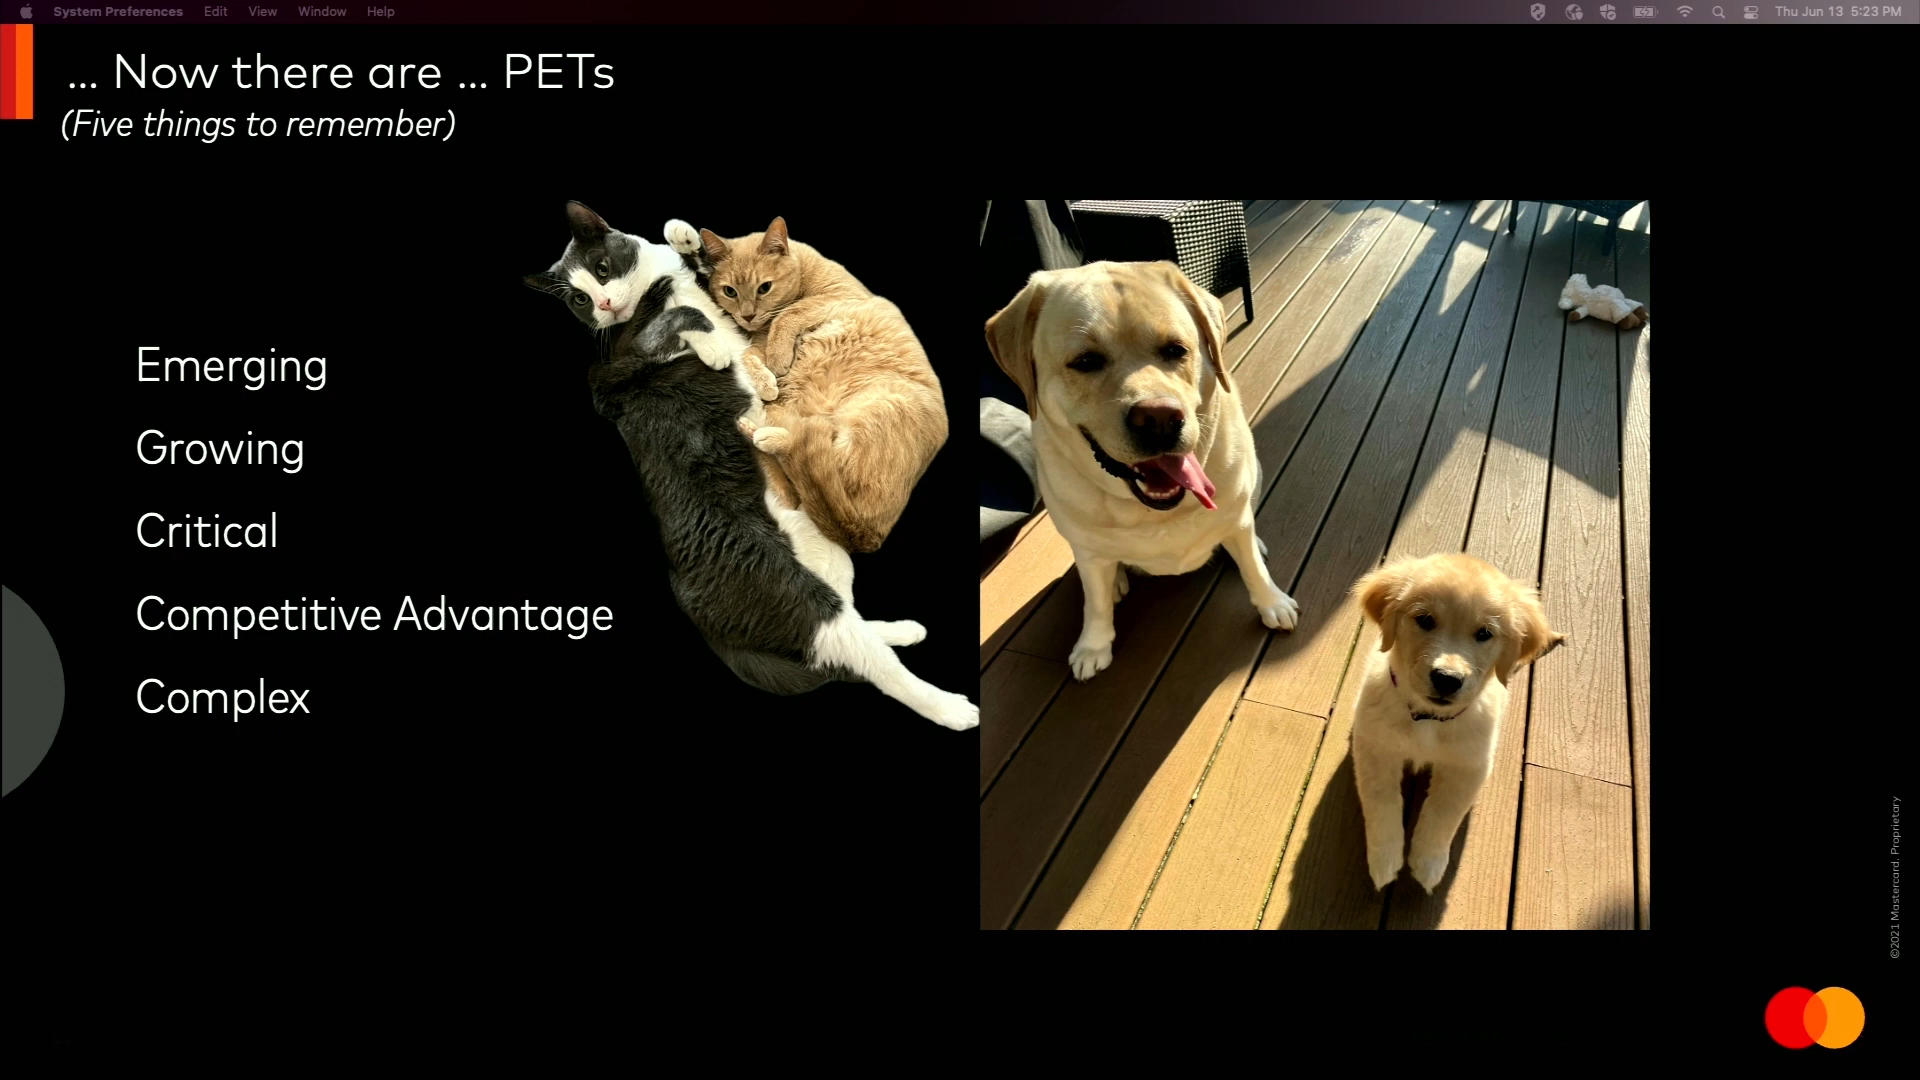 System Preferences Edit View Window Help
Thu Jun 13 5:23 PM
... Now there are ... PETs
(Five things to remember)
Emerging
Growing
Critical
Competitive Advantage
Complex
©2021 Mastercard. Proprietary